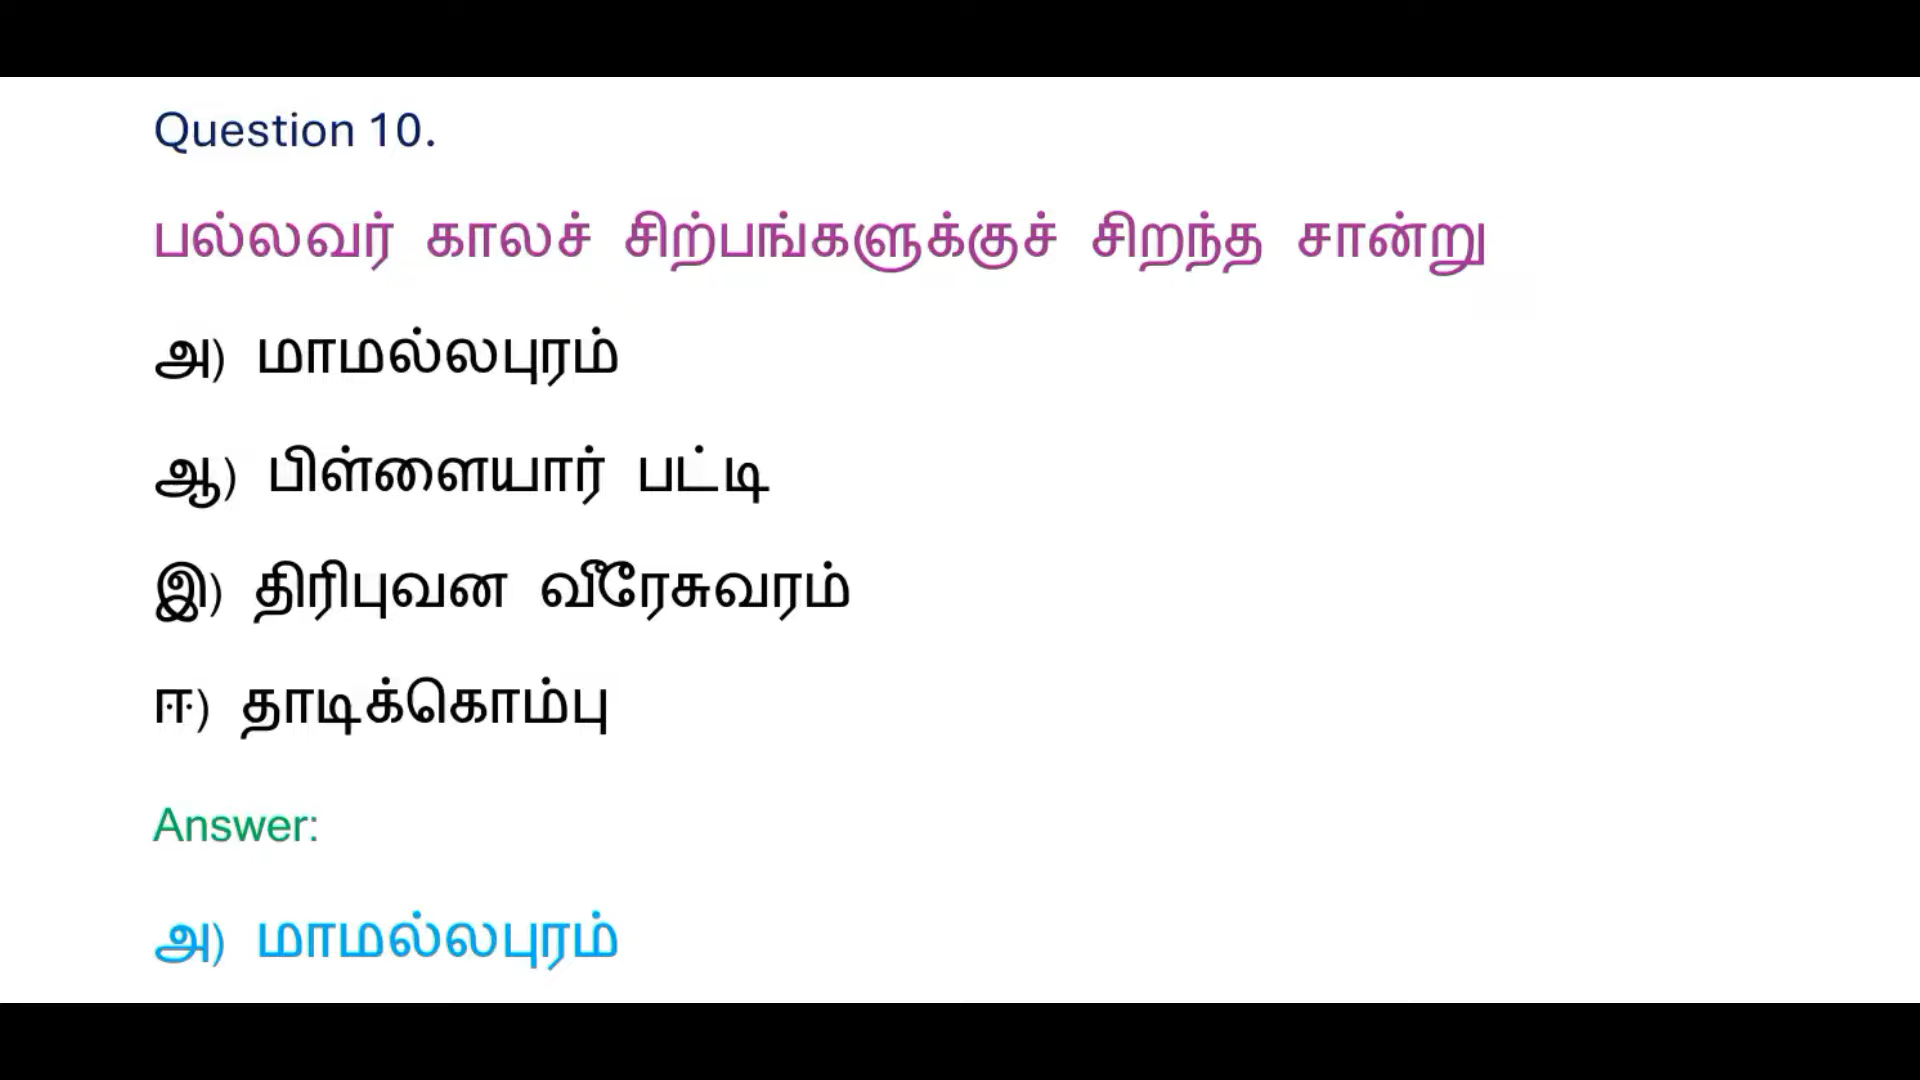 Question 10.
பல்லவர் காலச் சிற்பங்களுக்குச் சிறந்த சான்று
அ) மாமல்லபுரம்
ஆ) பிள்ளையார் பட்டி
இ) திரிபுவன வீரேசுவரம்
ஈ) தாடிக்கொம்பு
Answer:
அ) மாமல்லபுரம்